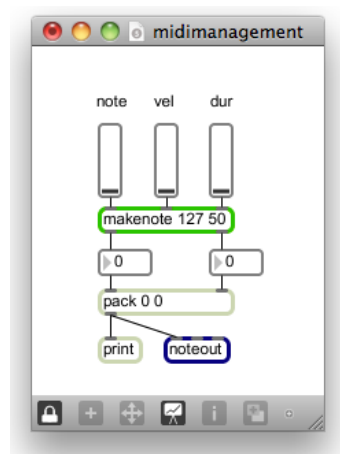 midimanagement
note vel dur
makenote 127 50
0 0
pack 0 0
print noteout